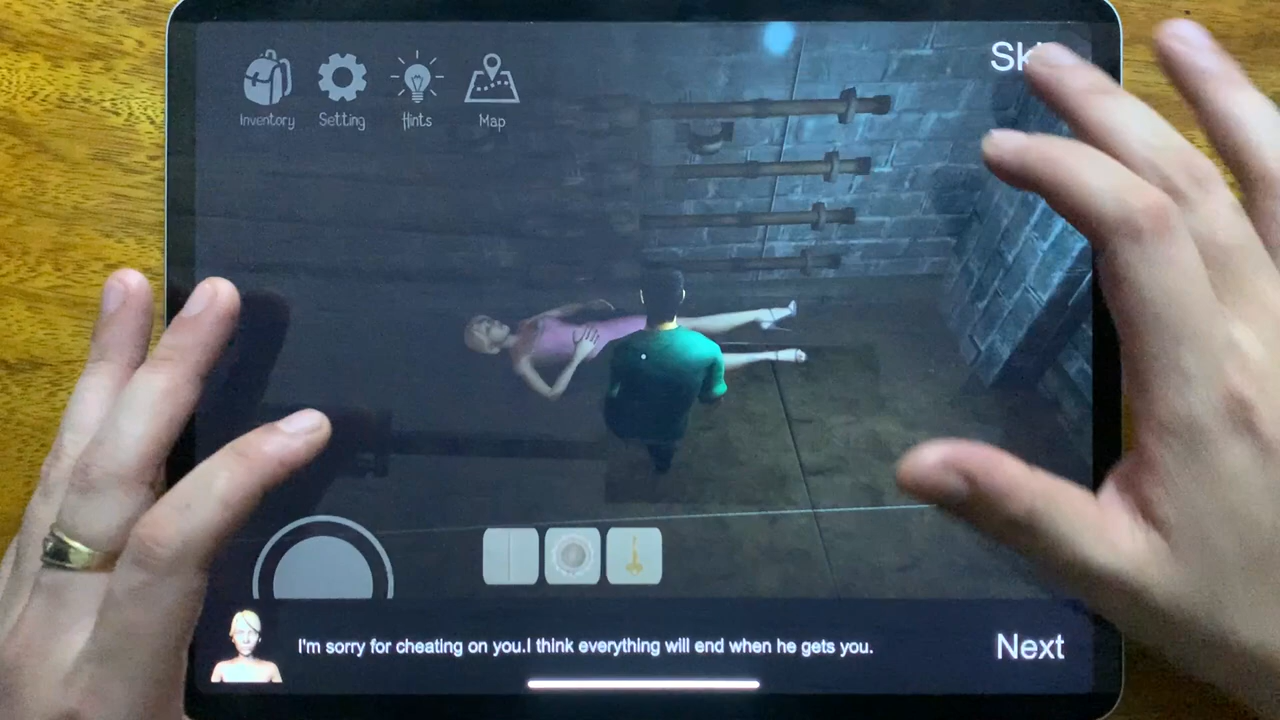 Inventory
Setting
Hints
Map
I'm sorry for cheating on you.I think everything will end when he gets you.
Next